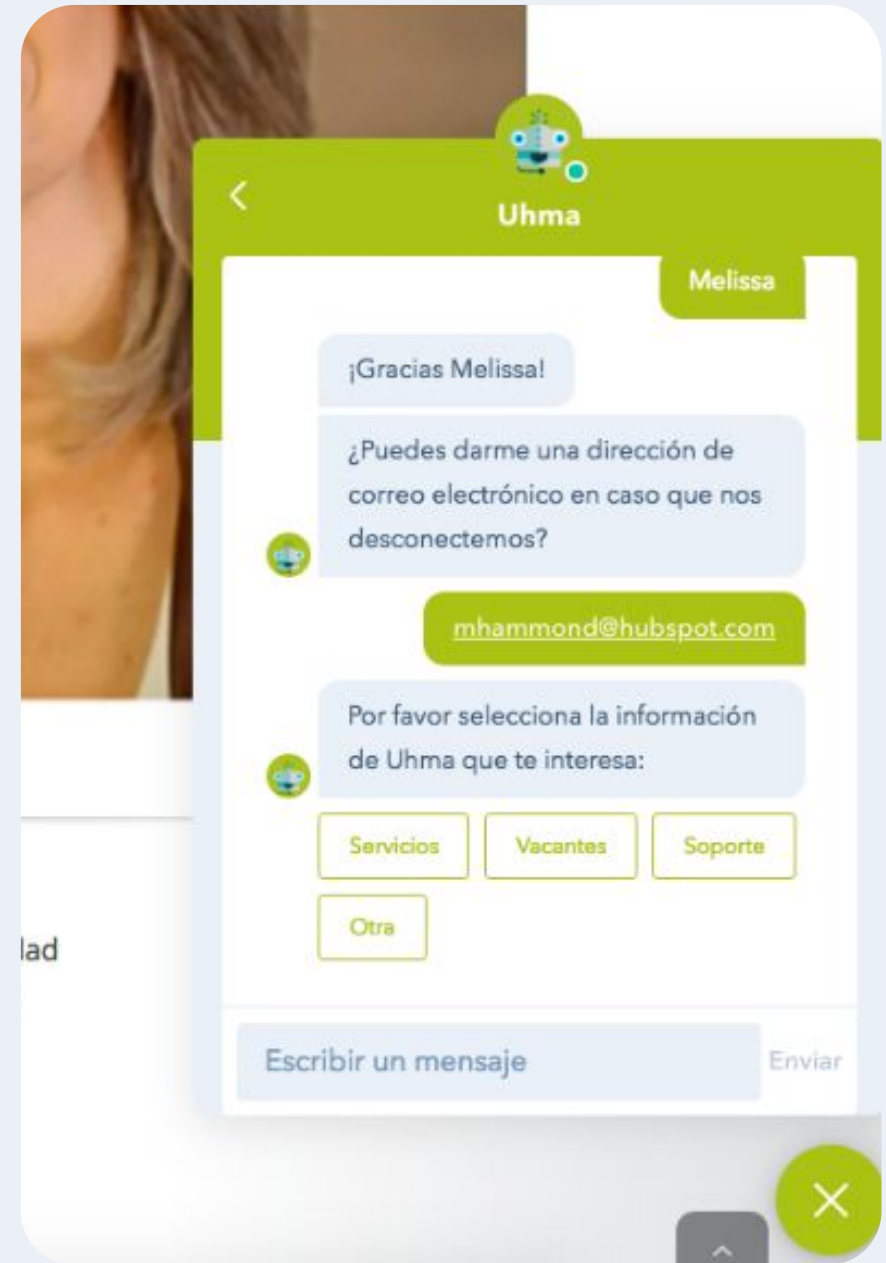 Uhma
Melissa
¡Gracias Melissa!
¿Puedes darme una dirección de
correo electrónico en caso que nos
desconectemos?
mhammond@hubspot.com
Por favor selecciona la información
de Uhma que te interesa:
Servicios Vacantes Soporte
Otra
dad
Escribir un mensaje Enviar